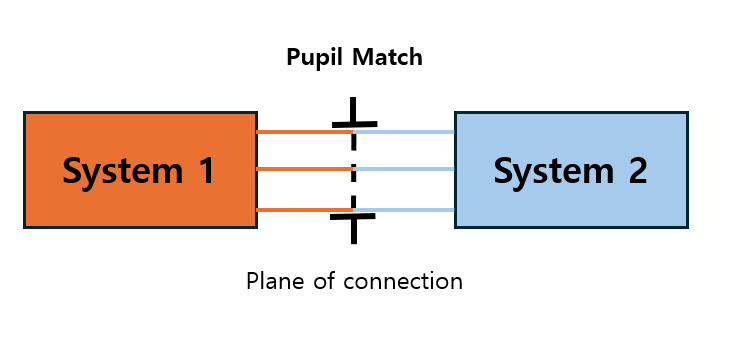 Pupil Match
System 1
System 2
Plane of connection